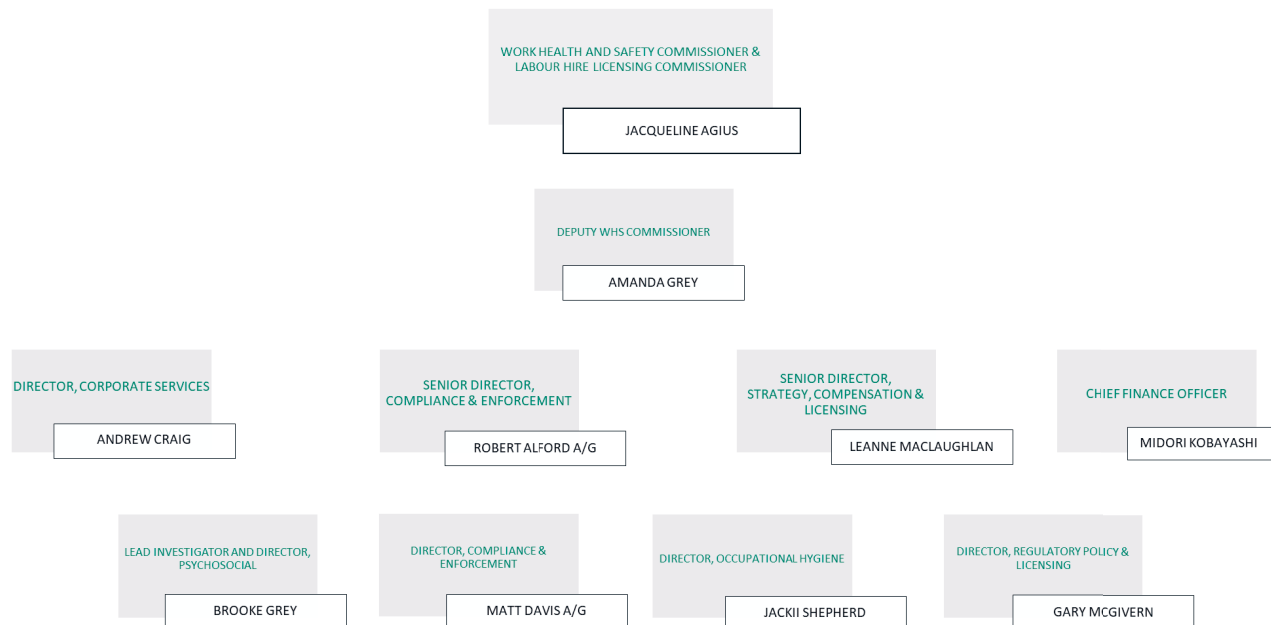 WORK HEALTH AND SAFETY COMMISSIONER &
LABOUR HIRE LICENSING COMMISSIONER
JACQUELINE AGIUS
DEPUTY WHS COMMISSIONER
AMANDA GREY
DIRECTOR, CORPORATE SERVICES
ANDREW CRAIG
SENIOR DIRECTOR,
COMPLIANCE & ENFORCEMENT
ROBERT ALFORD A/G
SENIOR DIRECTOR,
STRATEGY, COMPENSATION &
LICENSING
LEANNE MACLAUGHLAN
CHIEF FINANCE OFFICER
MIDORI KOBAYASHI
LEAD INVESTIGATOR AND DIRECTOR,
PSYCHOSOCIAL
BROOKE GREY
DIRECTOR, COMPLIANCE &
ENFORCEMENT
MATT DAVIS A/G
DIRECTOR, OCCUPATIONAL HYGIENE
JACKII SHEPHERD
DIRECTOR, REGULATORY POLICY &
LICENSING
GARY MCGIVERN